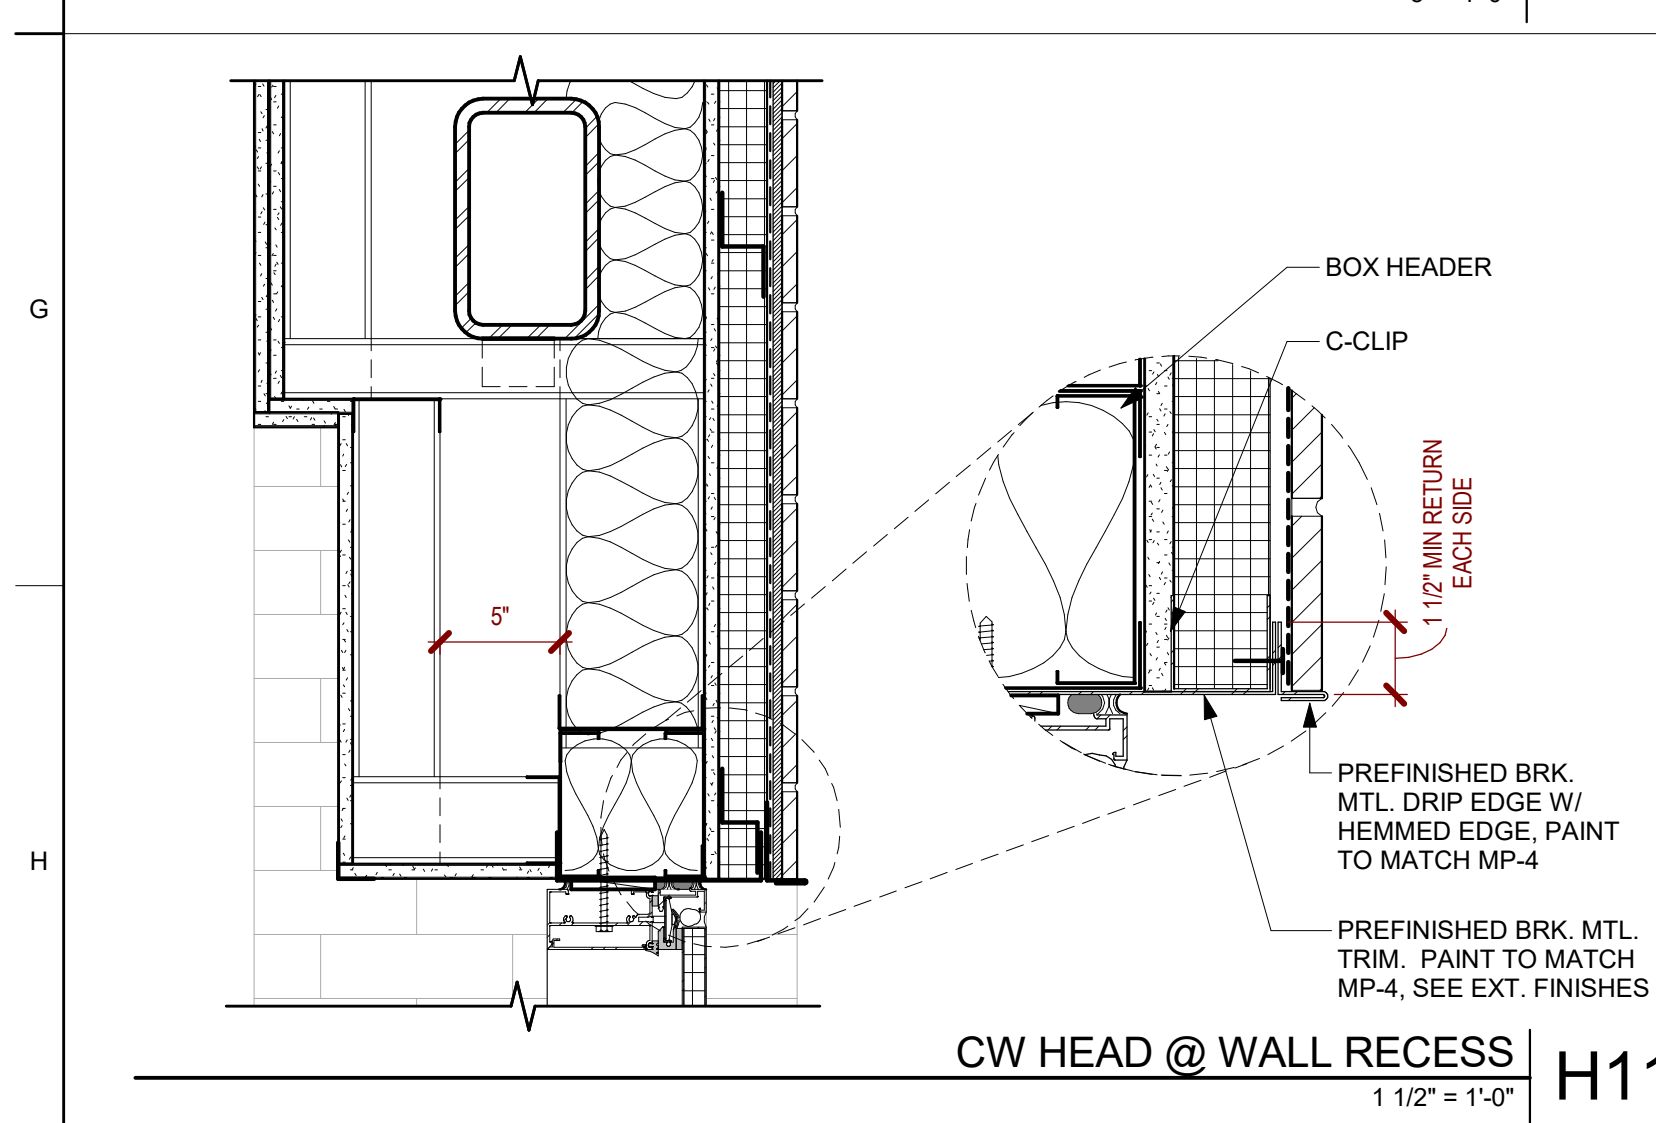 G
BOX HEADER
C-CLIP
1 1/2" MIN RETURN
EACH SIDE
5"
PREFINISHED BRK.
MTL. DRIP EDGE W/
HEMMED EDGE, PAINT
TO MATCH MP-4
H
PREFINISHED BRK. MTL.
TRIM. PAINT TO MATCH
MP-4, SEE EXT. FINISHES
CW HEAD @ WALL RECESS
1 1/2" = 1'-0"
H11